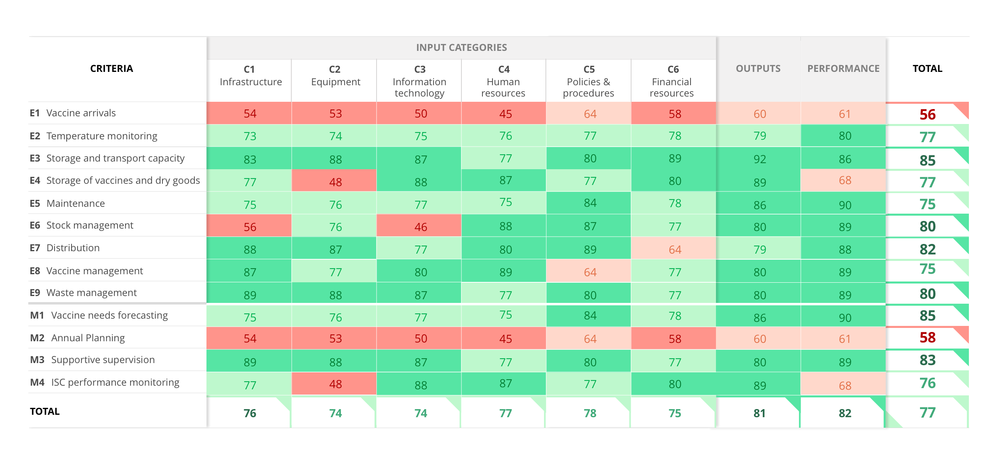 CRITERIA
INPUT CATEGORIES
OUTPUTS
PERFORMANCE
TOTAL
C1
Infrastructure
C2
Equipment
C3
Information
technology
C4
Human
resources
C5
Policies &
procedures
C6
Financial
resources
E1 Vaccine arrivals 54 53 50 45 64 58 60 61 56
E2 Temperature monitoring 73 74 75 76 77 78 79 80 77
E3 Storage and transport capacity 83 88 87 77 80 89 92 86 85
E4 Storage of vaccines and dry goods 77 48 88 87 77 80 89 68 77
E5 Maintenance 75 76 77 75 84 78 86 90 75
E6 Stock management 56 76 46 88 87 77 80 89 80
E7 Distribution 88 87 77 80 89 64 79 88 82
E8 Vaccine management 87 77 80 89 64 77 80 89 75
E9 Waste management 89 88 87 77 80 77 80 89 80
M1 Vaccine needs forecasting 75 76 77 75 84 78 86 90 85
M2 Annual Planning 54 53 50 45 64 58 60 61 58
M3 Supportive supervision 89 88 87 77 80 77 80 89 83
M4 ISC performance monitoring 77 48 88 87 77 80 89 68 76
TOTAL 76 74 74 77 78 75 81 82 77